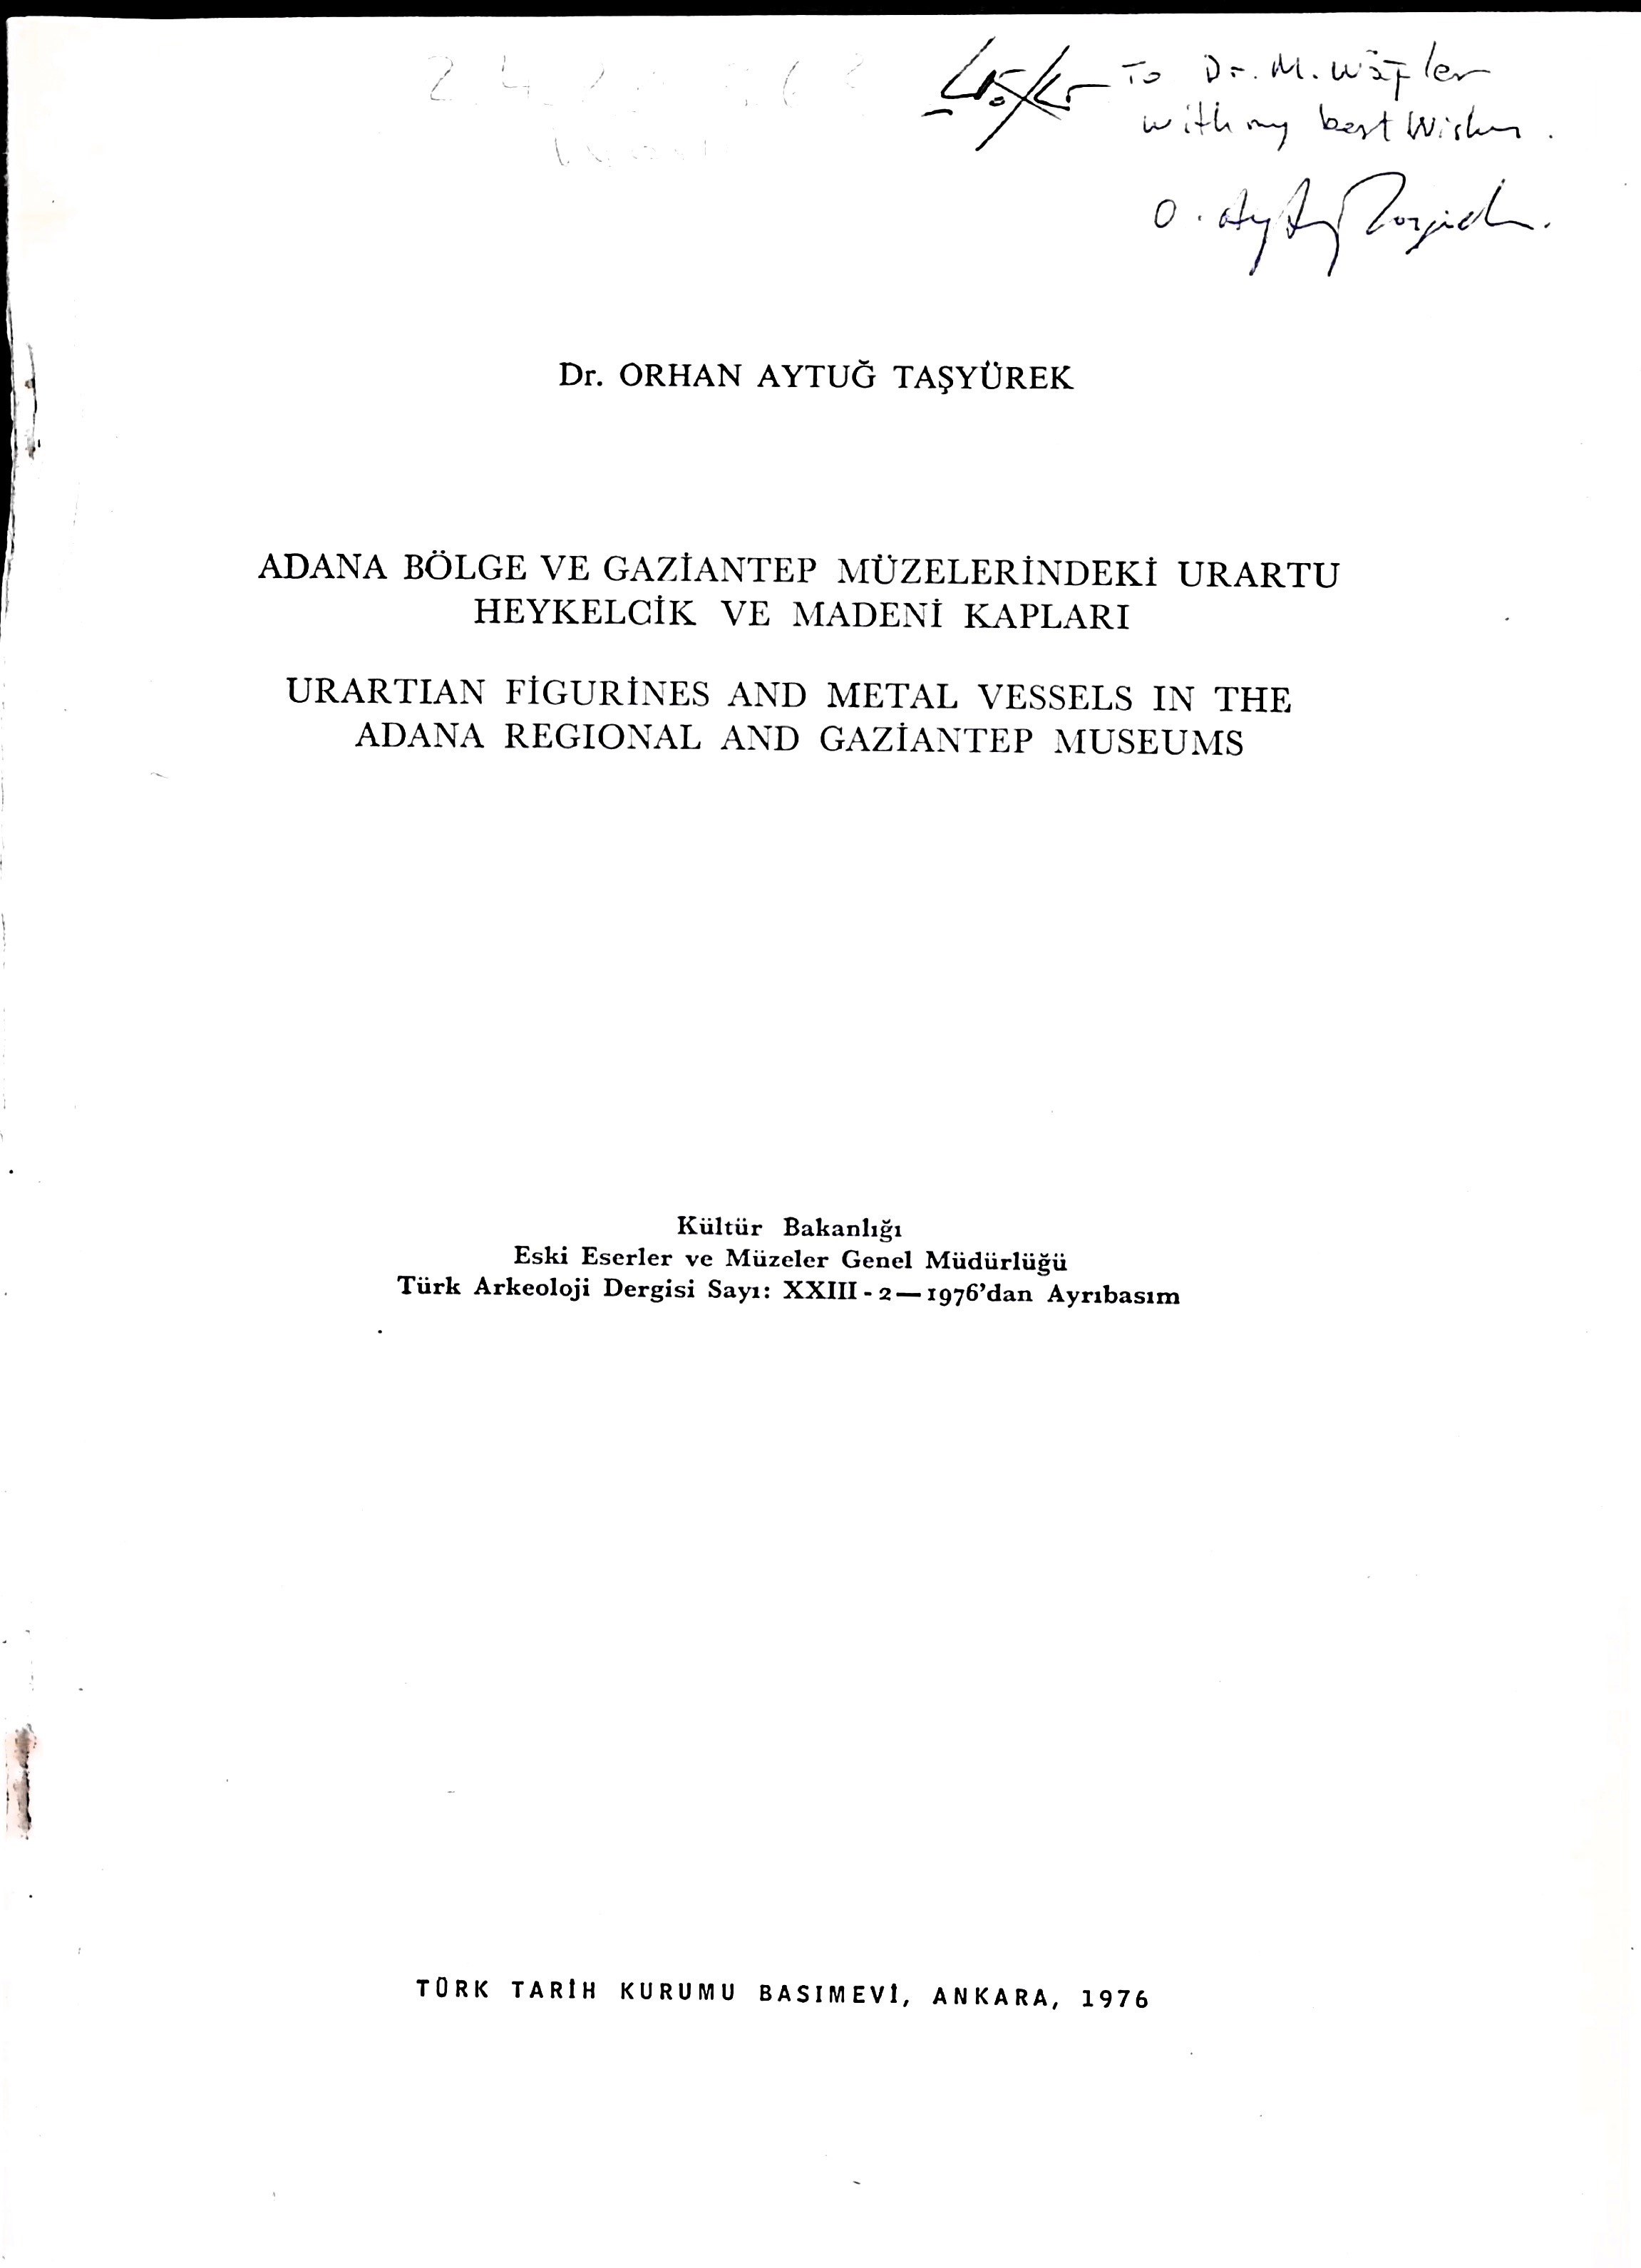 To Dr. M. Wäfler
with my best Wishes.
O. Aytuğ Taşyürek.
Dr. ORHAN AYTUĞ TAŞYÜREK
ADANA BÖLGE VE GAZİANTEP MÜZELERİNDEKİ URARTU
HEYKELCİK VE MADENİ KAPLARI
URARTIAN FİGURİNES AND METAL VESSELS IN THE
ADANA REGIONAL AND GAZİANTEP MUSEUMS
Kültür Bakanlığı
Eski Eserler ve Müzeler Genel Müdürlüğü
Türk Arkeoloji Dergisi Sayı: XXIII - 2 — 1976'dan Ayrıbasım
TÜRK TARİH KURUMU BASIMEVİ, ANKARA, 1976